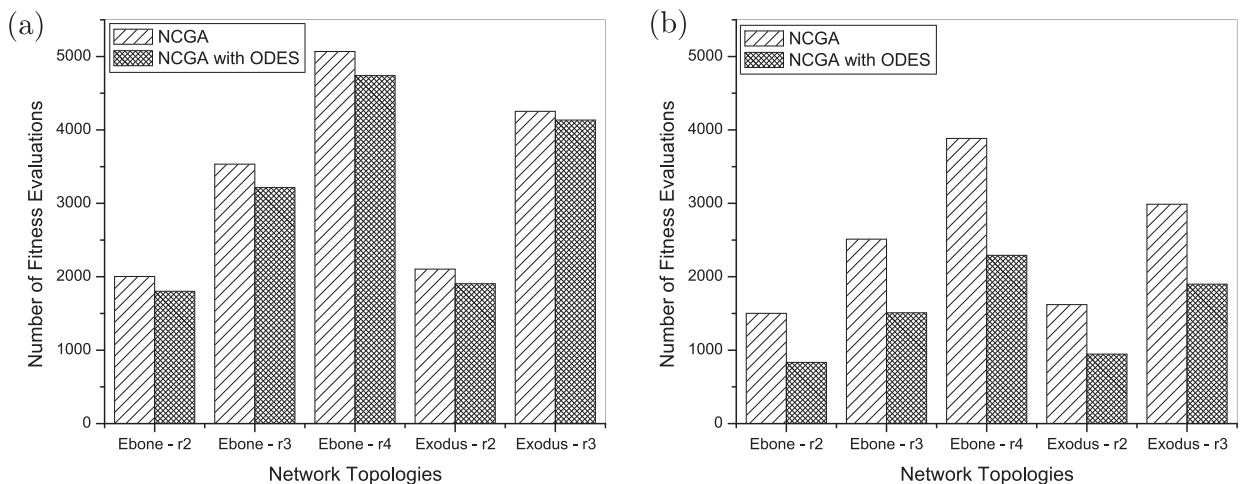 (a)
NCGA
NCGA with ODES
5000
4000
3000
2000
1000
0
Number of Fitness Evaluations
Ebone - r2 Ebone - r3 Ebone - r4 Exodus - r2 Exodus - r3
Network Topologies
(b)
NCGA
NCGA with ODES
5000
4000
3000
2000
1000
0
Number of Fitness Evaluations
Ebone - r2 Ebone - r3 Ebone - r4 Exodus - r2 Exodus - r3
Network Topologies